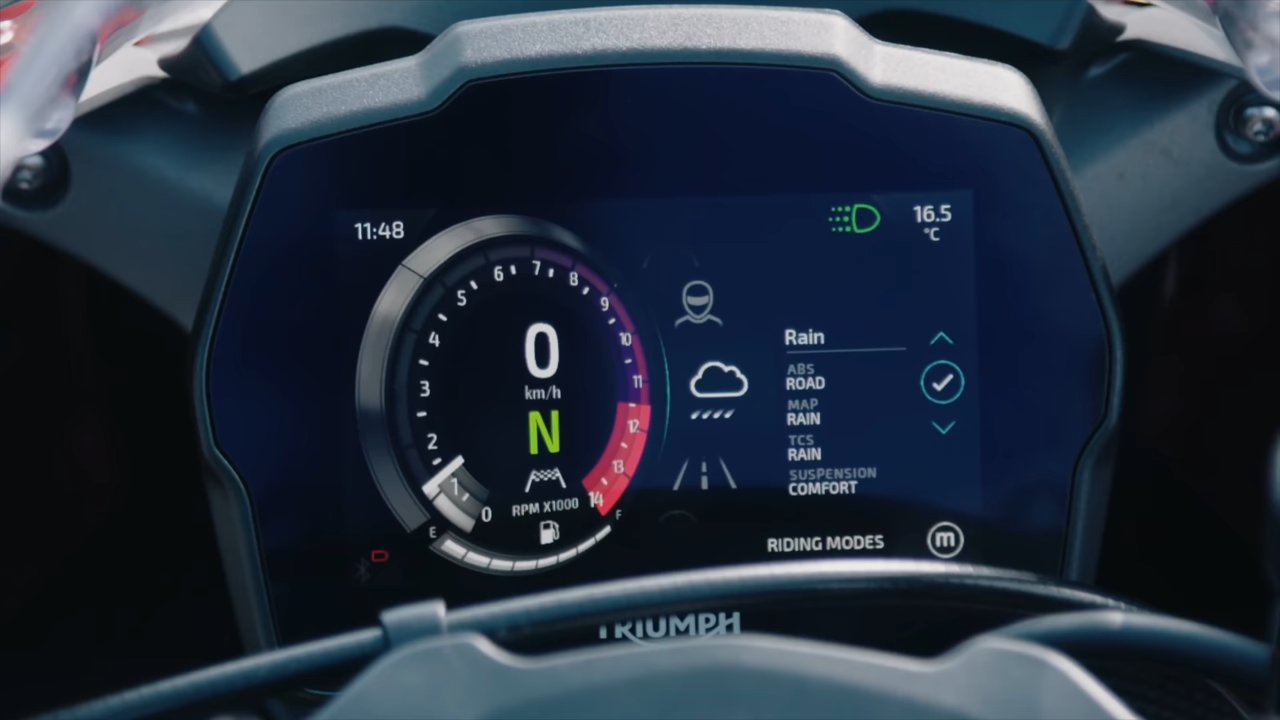 11:48
16.5
°C
0
1
2
3
4
5
6
7
8
9
10
11
12
13
14
0
km/h
N
RPM X1000
E
F
Rain
ABS
ROAD
MAP
RAIN
TCS
RAIN
SUSPENSION
COMFORT
RIDING MODES
m
TRIUMPH